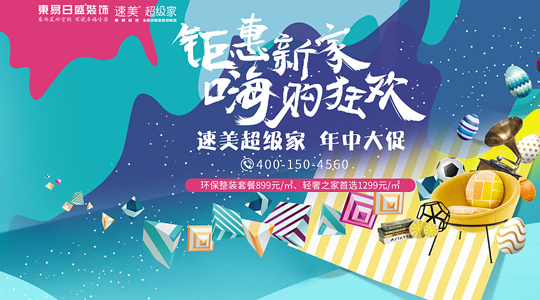 東易日盛装饰
速美®超级家
钜惠新家
嗨购狂欢
速美超级家 年中大促
400-150-4560
环保整装套餐899元/㎡、轻奢之家首选1299元/㎡